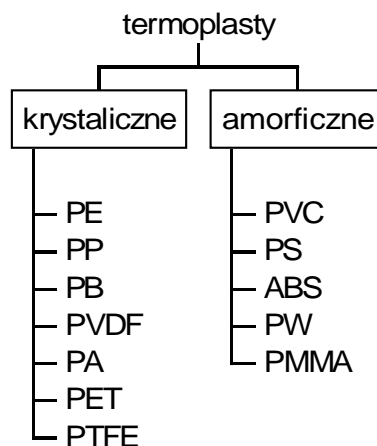 termoplasty
krystaliczne
amorficzne
PE
PP
PB
PVDF
PA
PET
PTFE
PVC
PS
ABS
PW
PMMA